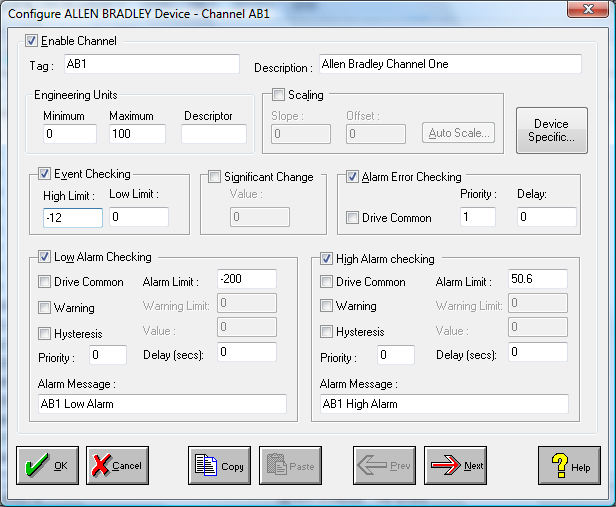 Configure ALLEN BRADLEY Device - Channel AB1
Enable Channel
Tag : AB1 Description : Allen Bradley Channel One
Engineering Units
Minimum Maximum Descriptor
0 100
Scaling
Slope : Offset :
0 0 Auto Scale...
Device
Specific...
Event Checking
High Limit : Low Limit :
-12 0
Significant Change
Value :
0
Alarm Error Checking
Priority : Delay:
Drive Common 1 0
Low Alarm Checking
Drive Common Alarm Limit : -200
Warning Warning Limit: 0
Hysteresis Value : 0
Priority : 0 Delay (secs): 0
Alarm Message :
AB1 Low Alarm
High Alarm checking
Drive Common Alarm Limit : 50.6
Warning Warning Limit: 0
Hysteresis Value : 0
Priority : 0 Delay (secs): 0
Alarm Message :
AB1 High Alarm
OK Cancel Copy Paste Prev Next Help